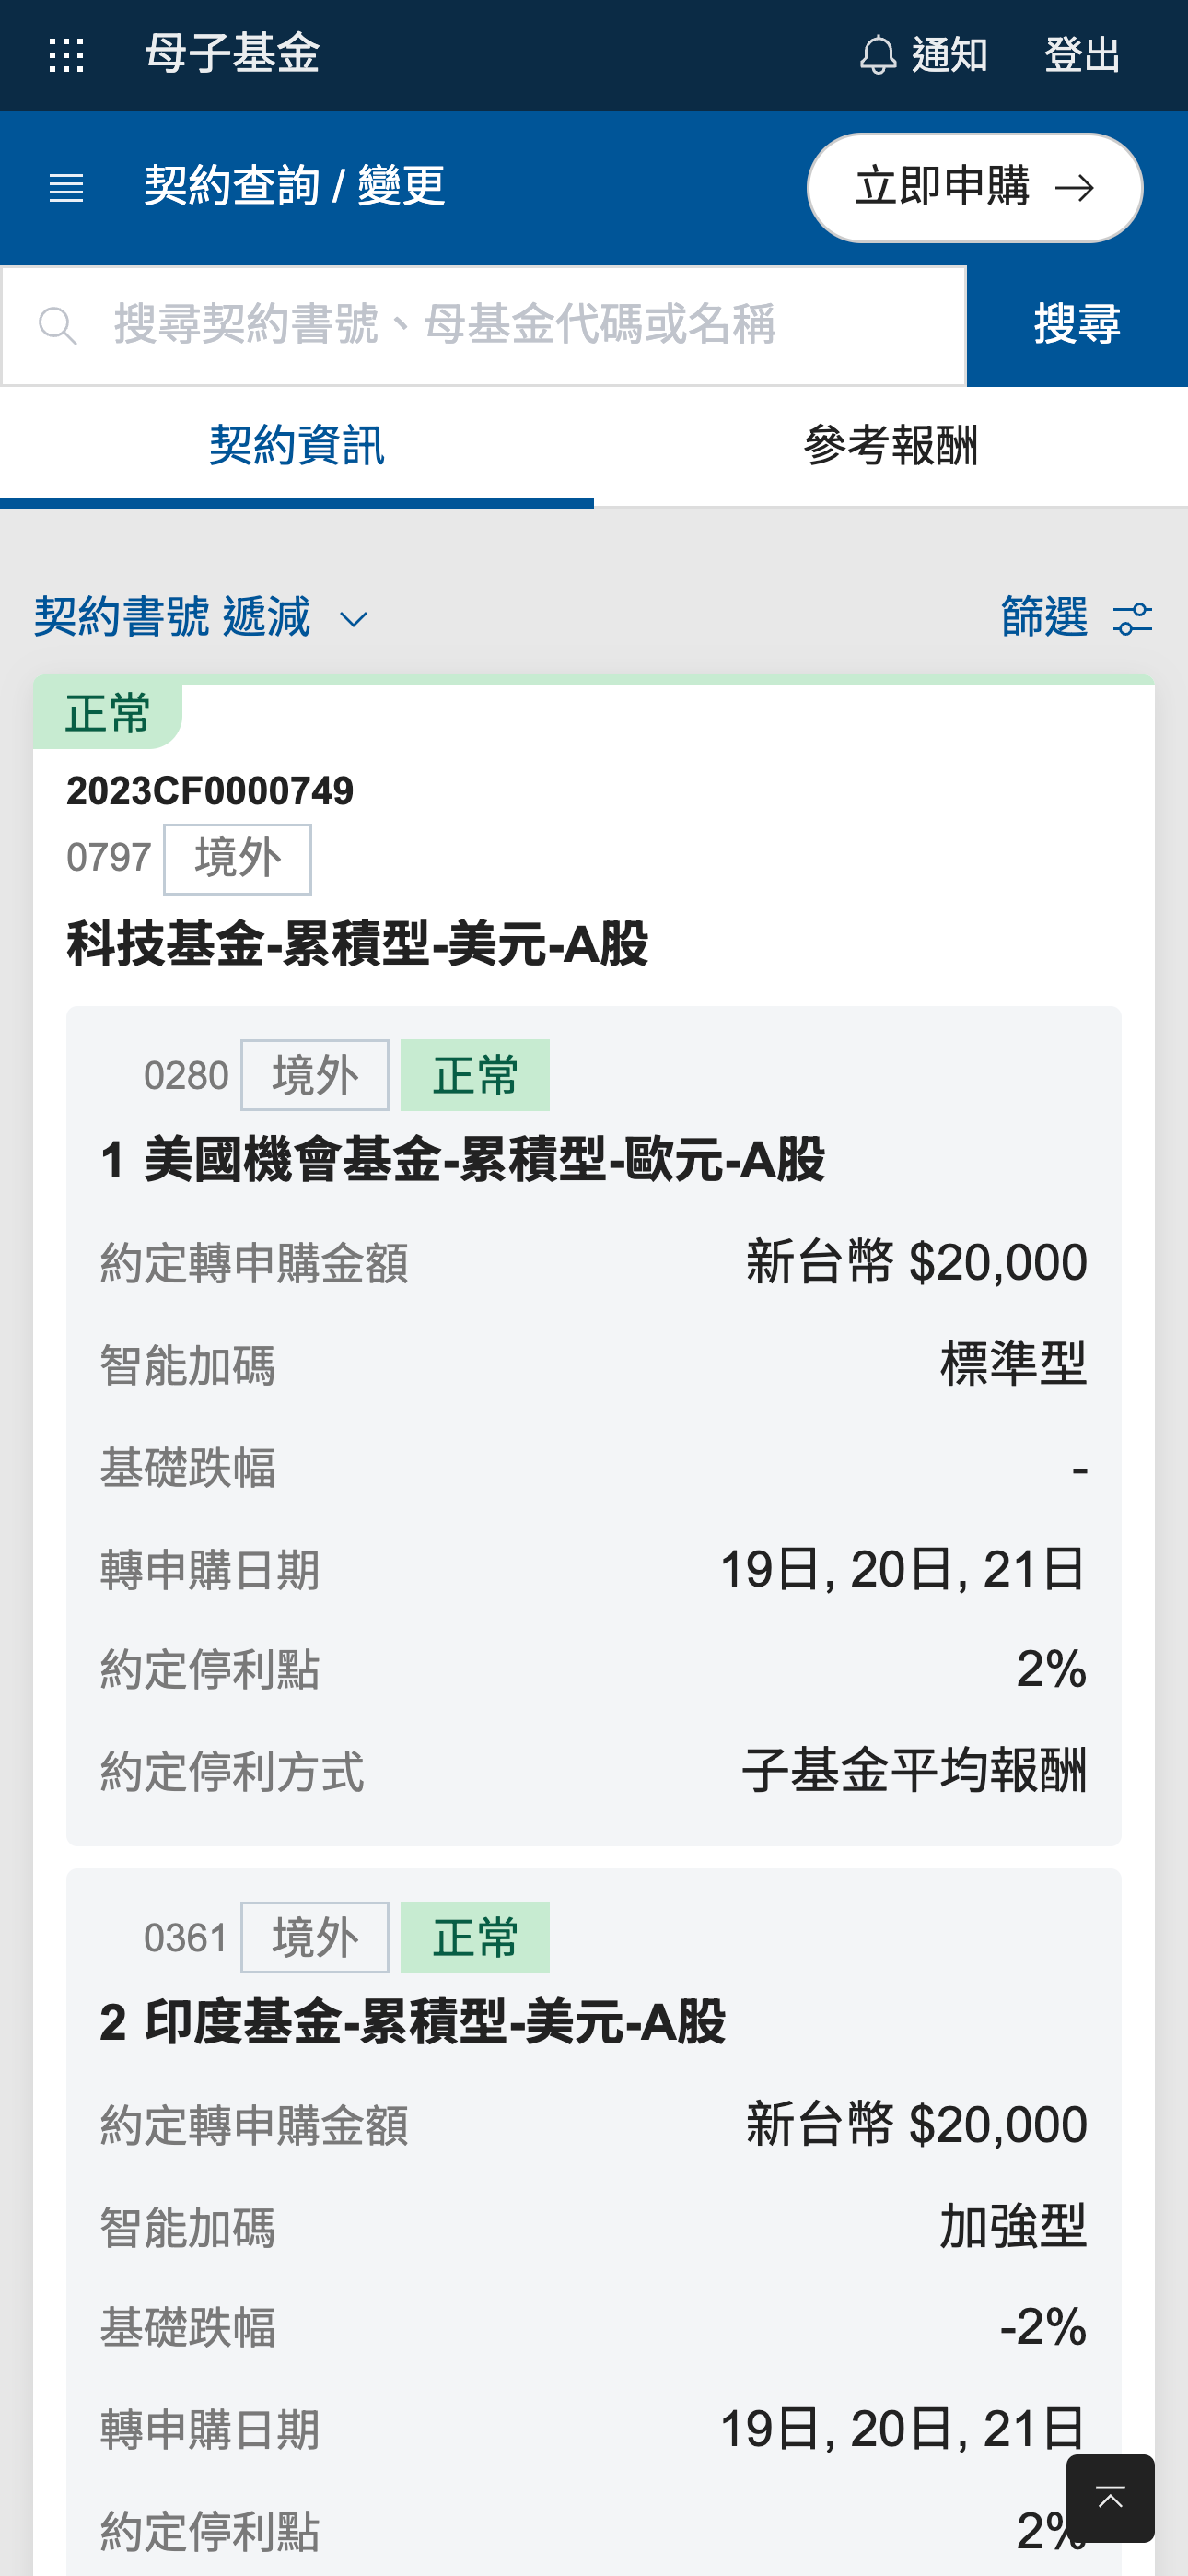 母子基金
通知
登出
契約查詢 / 變更
立即申購
搜尋契約書號、母基金代碼或名稱
搜尋
契約資訊
參考報酬
契約書號 遞減
篩選
正常
2023CF0000749
0797 境外
科技基金-累積型-美元-A股
0280 境外 正常
1 美國機會基金-累積型-歐元-A股
約定轉申購金額 新台幣 $20,000
智能加碼 標準型
基礎跌幅 -
轉申購日期 19日, 20日, 21日
約定停利點 2%
約定停利方式 子基金平均報酬
0361 境外 正常
2 印度基金-累積型-美元-A股
約定轉申購金額 新台幣 $20,000
智能加碼 加強型
基礎跌幅 -2%
轉申購日期 19日, 20日, 21日
約定停利點 2%